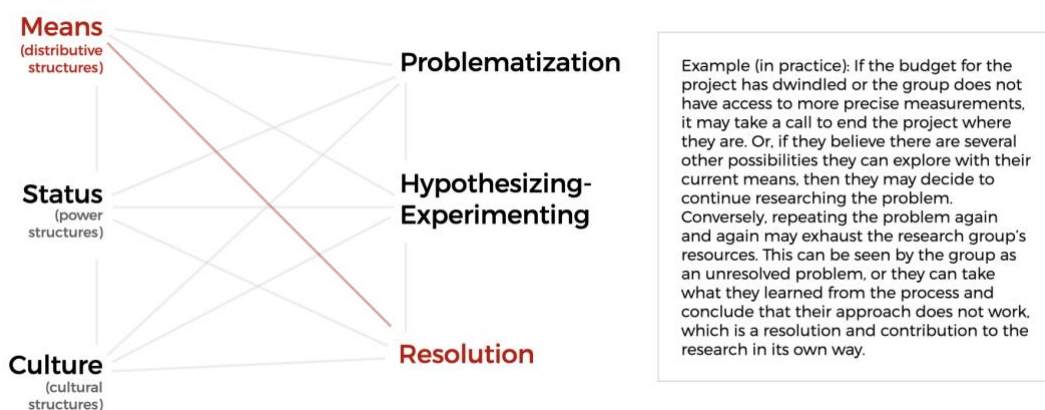 Means
(distributive
structures)
Status
(power
structures)
Culture
(cultural
structures)
Problematization
Hypothesizing-
Experimenting
Resolution
Example (in practice): If the budget for the
project has dwindled or the group does not
have access to more precise measurements,
it may take a call to end the project where
they are. Or, if they believe there are several
other possibilities they can explore with their
current means, then they may decide to
continue researching the problem.
Conversely, repeating the problem again
and again may exhaust the research group's
resources. This can be seen by the group as
an unresolved problem, or they can take
what they learned from the process and
conclude that their approach does not work,
which is a resolution and contribution to the
research in its own way.